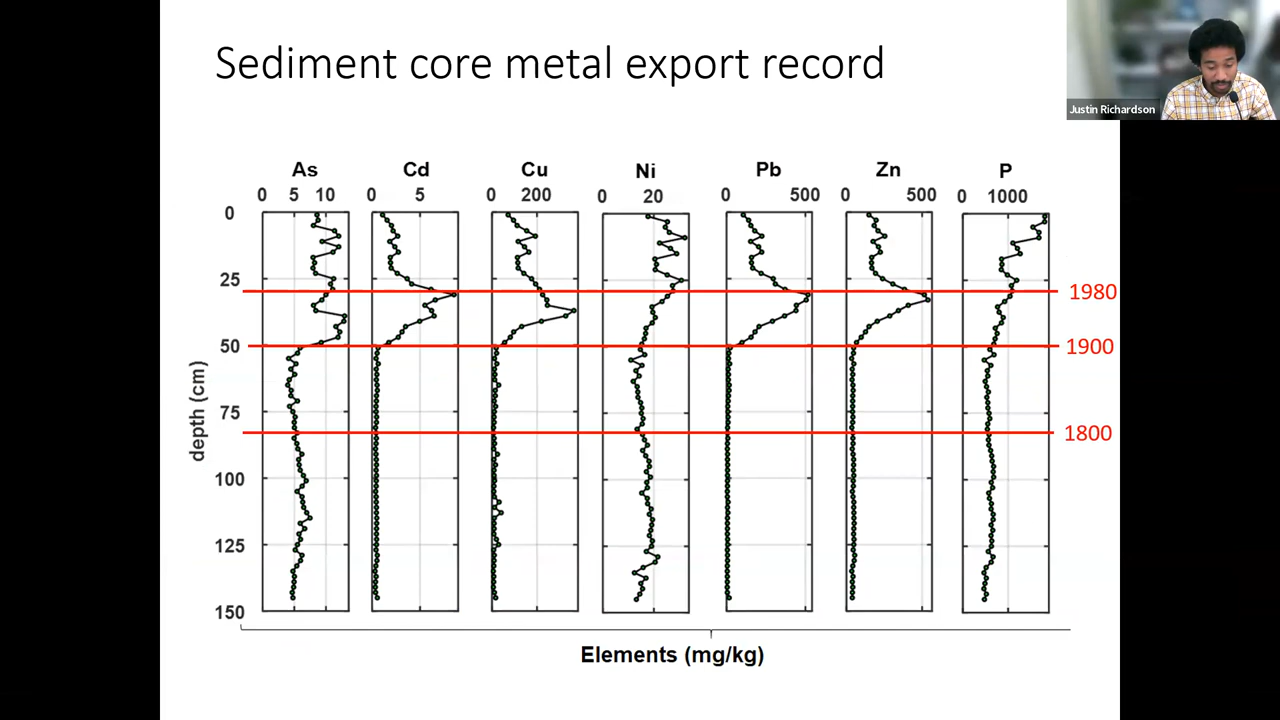 Sediment core metal export record
Justin Richardson
As Cd Cu Ni Pb Zn P
0 5 10 0 5 0 200 0 20 0 500 0 500 0 1000
0
25
1980
50
1900
75
1800
100
125
150
depth (cm)
Elements (mg/kg)